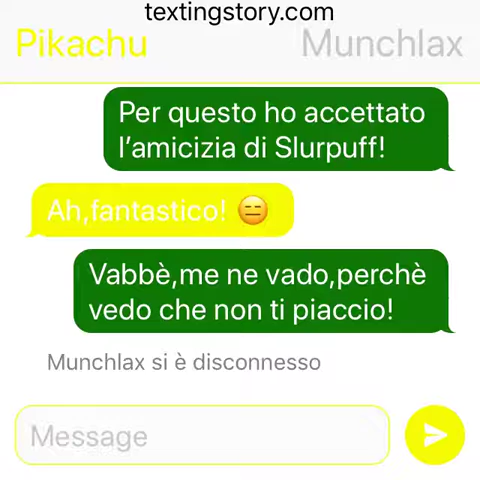 textingstory.com
Pikachu
Munchlax
Per questo ho accettato
l’amicizia di Slurpuff!
Ah,fantastico! 😑
Vabbè,me ne vado,perchè
vedo che non ti piaccio!
Munchlax si è disconnesso
Message